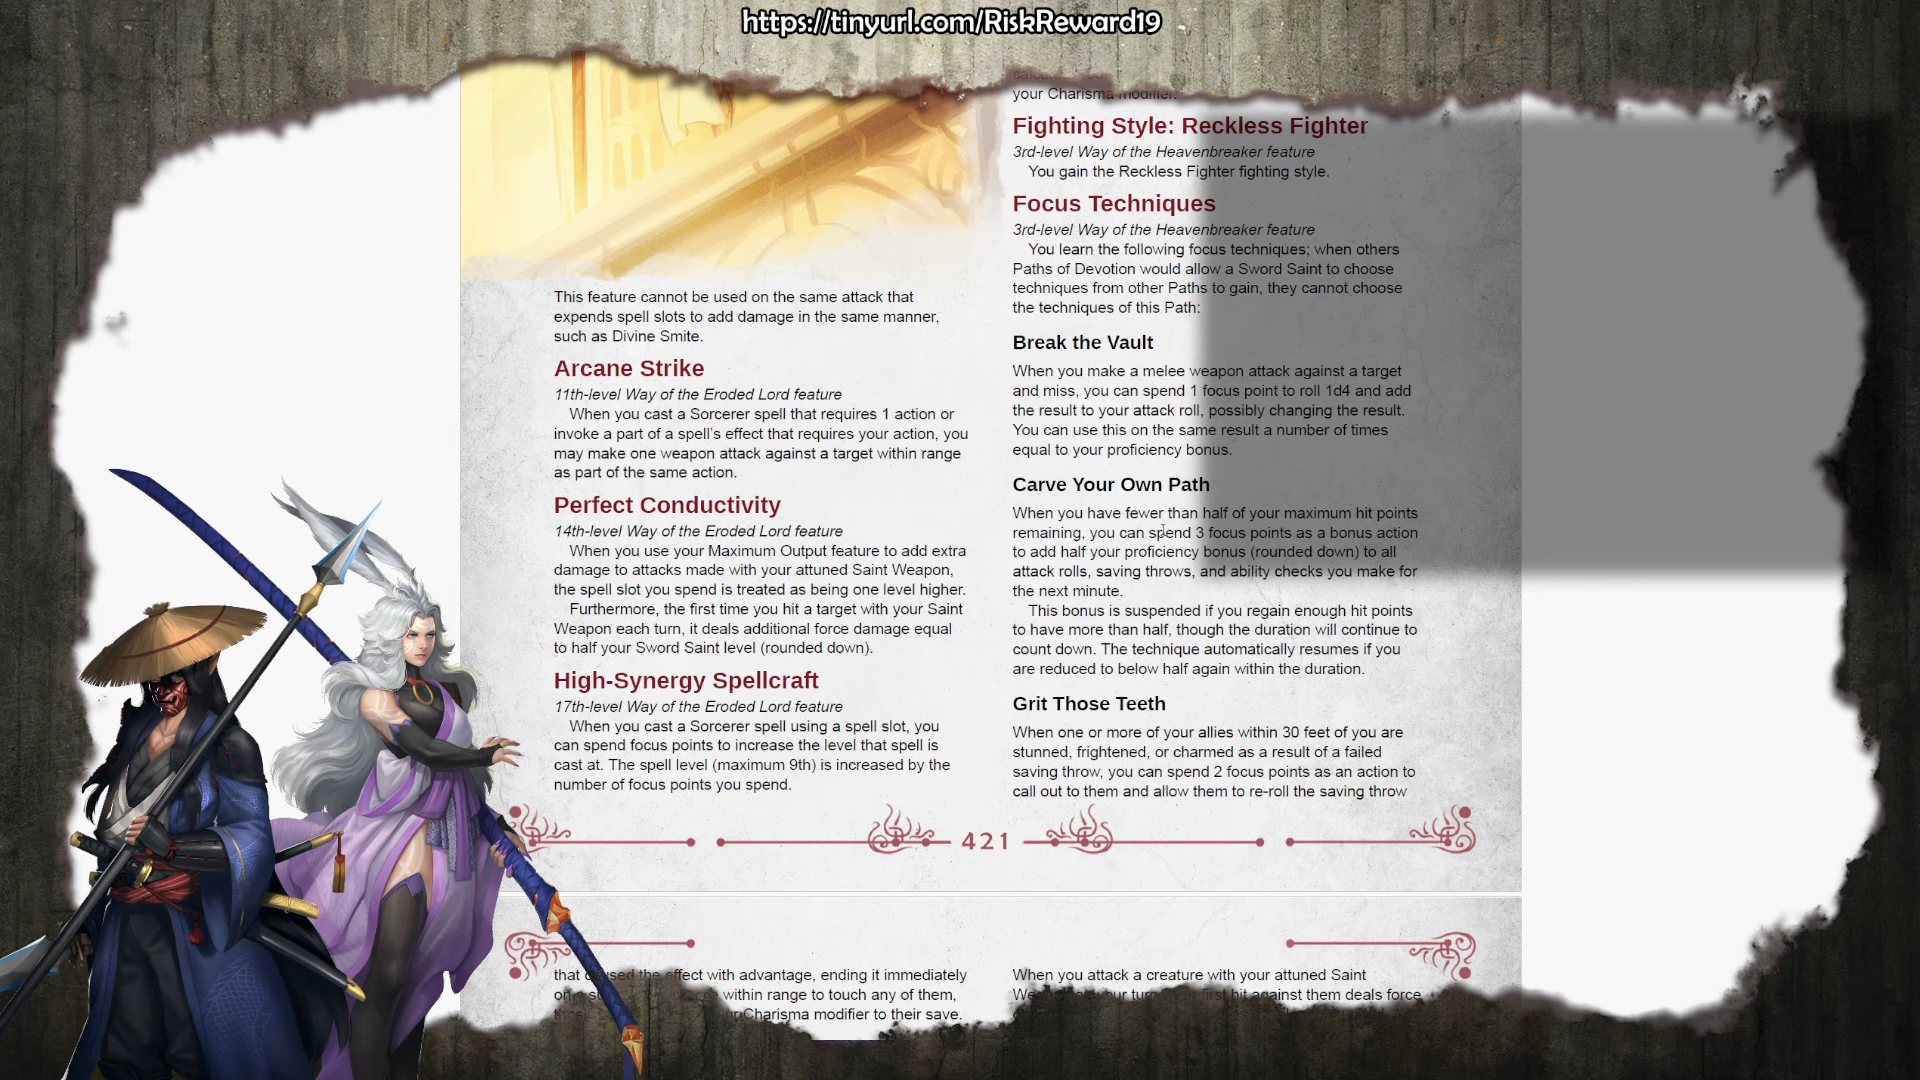 https://tinyurl.com/RiskReward19
This feature cannot be used on the same attack that
expends spell slots to add damage in the same manner,
such as Divine Smite.
Arcane Strike
11th-level Way of the Eroded Lord feature
When you cast a Sorcerer spell that requires 1 action or
invoke a part of a spell's effect that requires your action, you
may make one weapon attack against a target within range
as part of the same action.
Perfect Conductivity
14th-level Way of the Eroded Lord feature
When you use your Maximum Output feature to add extra
damage to attacks made with your attuned Saint Weapon,
the spell slot you spend is treated as being one level higher.
Furthermore, the first time you hit a target with your Saint
Weapon each turn, it deals additional force damage equal
to half your Sword Saint level (rounded down).
High-Synergy Spellcraft
17th-level Way of the Eroded Lord feature
When you cast a Sorcerer spell using a spell slot, you
can spend focus points to increase the level that spell is
cast at. The spell level (maximum 9th) is increased by the
number of focus points you spend.
your Charisma modifier.
Fighting Style: Reckless Fighter
3rd-level Way of the Heavenbreaker feature
You gain the Reckless Fighter fighting style.
Focus Techniques
3rd-level Way of the Heavenbreaker feature
You learn the following focus techniques; when others
Paths of Devotion would allow a Sword Saint to choose
techniques from other Paths to gain, they cannot choose
the techniques of this Path:
Break the Vault
When you make a melee weapon attack against a target
and miss, you can spend 1 focus point to roll 1d4 and add
the result to your attack roll, possibly changing the result.
You can use this on the same result a number of times
equal to your proficiency bonus.
Carve Your Own Path
When you have fewer than half of your maximum hit points
remaining, you can spend 3 focus points as a bonus action
to add half your proficiency bonus (rounded down) to all
attack rolls, saving throws, and ability checks you make for
the next minute.
This bonus is suspended if you regain enough hit points
to have more than half, though the duration will continue to
count down. The technique automatically resumes if you
are reduced to below half again within the duration.
Grit Those Teeth
When one or more of your allies within 30 feet of you are
stunned, frightened, or charmed as a result of a failed
saving throw, you can spend 2 focus points as an action to
call out to them and allow them to re-roll the saving throw
421
that the effect with advantage, ending it immediately
within range to touch any of them,
Charisma modifier to their save.
When you attack a creature with your attuned Saint
first hit against them deals force